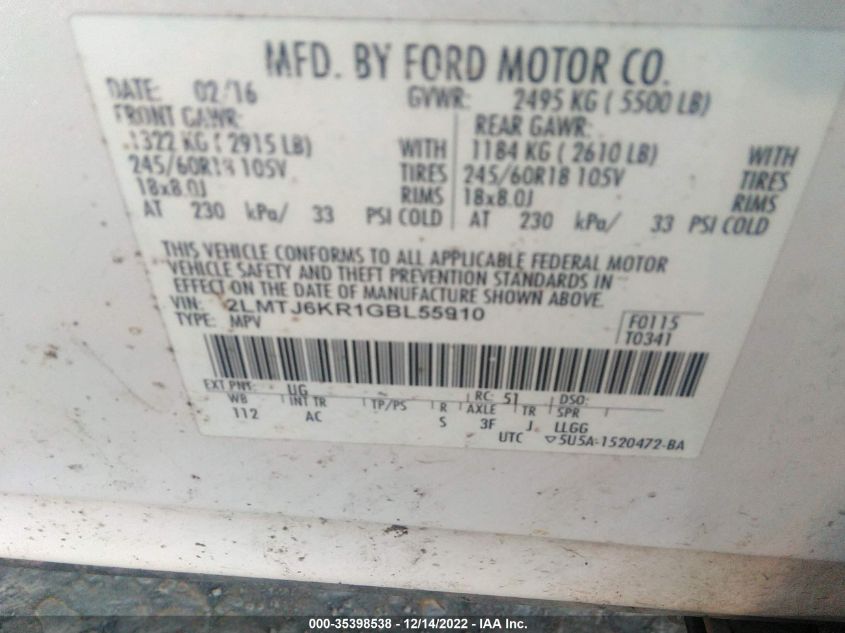 MFD. BY FORD MOTOR CO.
DATE: 02/16 GVWR: 2495 KG ( 5500 LB)
FRONT GAWR: REAR GAWR:
1322 KG ( 2915 LB) WITH 1184 KG ( 2610 LB) WITH
245/60R18 105V TIRES 245/60R18 105V TIRES
18x8.0J RIMS 18x8.0J RIMS
AT 230 kPa/ 33 PSI COLD AT 230 kPa/ 33 PSI COLD
THIS VEHICLE CONFORMS TO ALL APPLICABLE FEDERAL MOTOR
VEHICLE SAFETY AND THEFT PREVENTION STANDARDS IN
EFFECT ON THE DATE OF MANUFACTURE SHOWN ABOVE.
VIN: 2LMTJ6KR1GBL55910
TYPE: MPV
F0115
T0341
EXT PNT: UG RC: 51 DSO:
WB INT TR TP/PS R AXLE TR SPR
112 AC S 3F J LLGG
UTC ▽5U5A-1520472-BA
000-35398538 - 12/14/2022 - IAAI Inc.